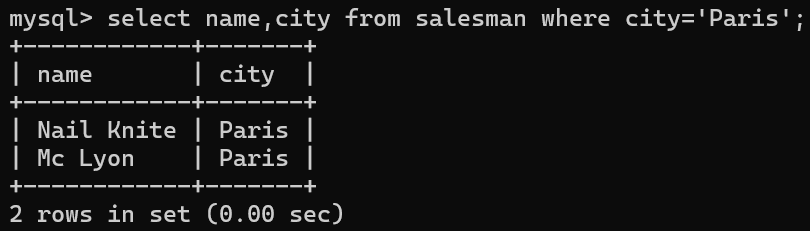 mysql> select name,city from salesman where city='Paris';
+------------+-------+
| name       | city  |
+------------+-------+
| Nail Knite | Paris |
| Mc Lyon    | Paris |
+------------+-------+
2 rows in set (0.00 sec)